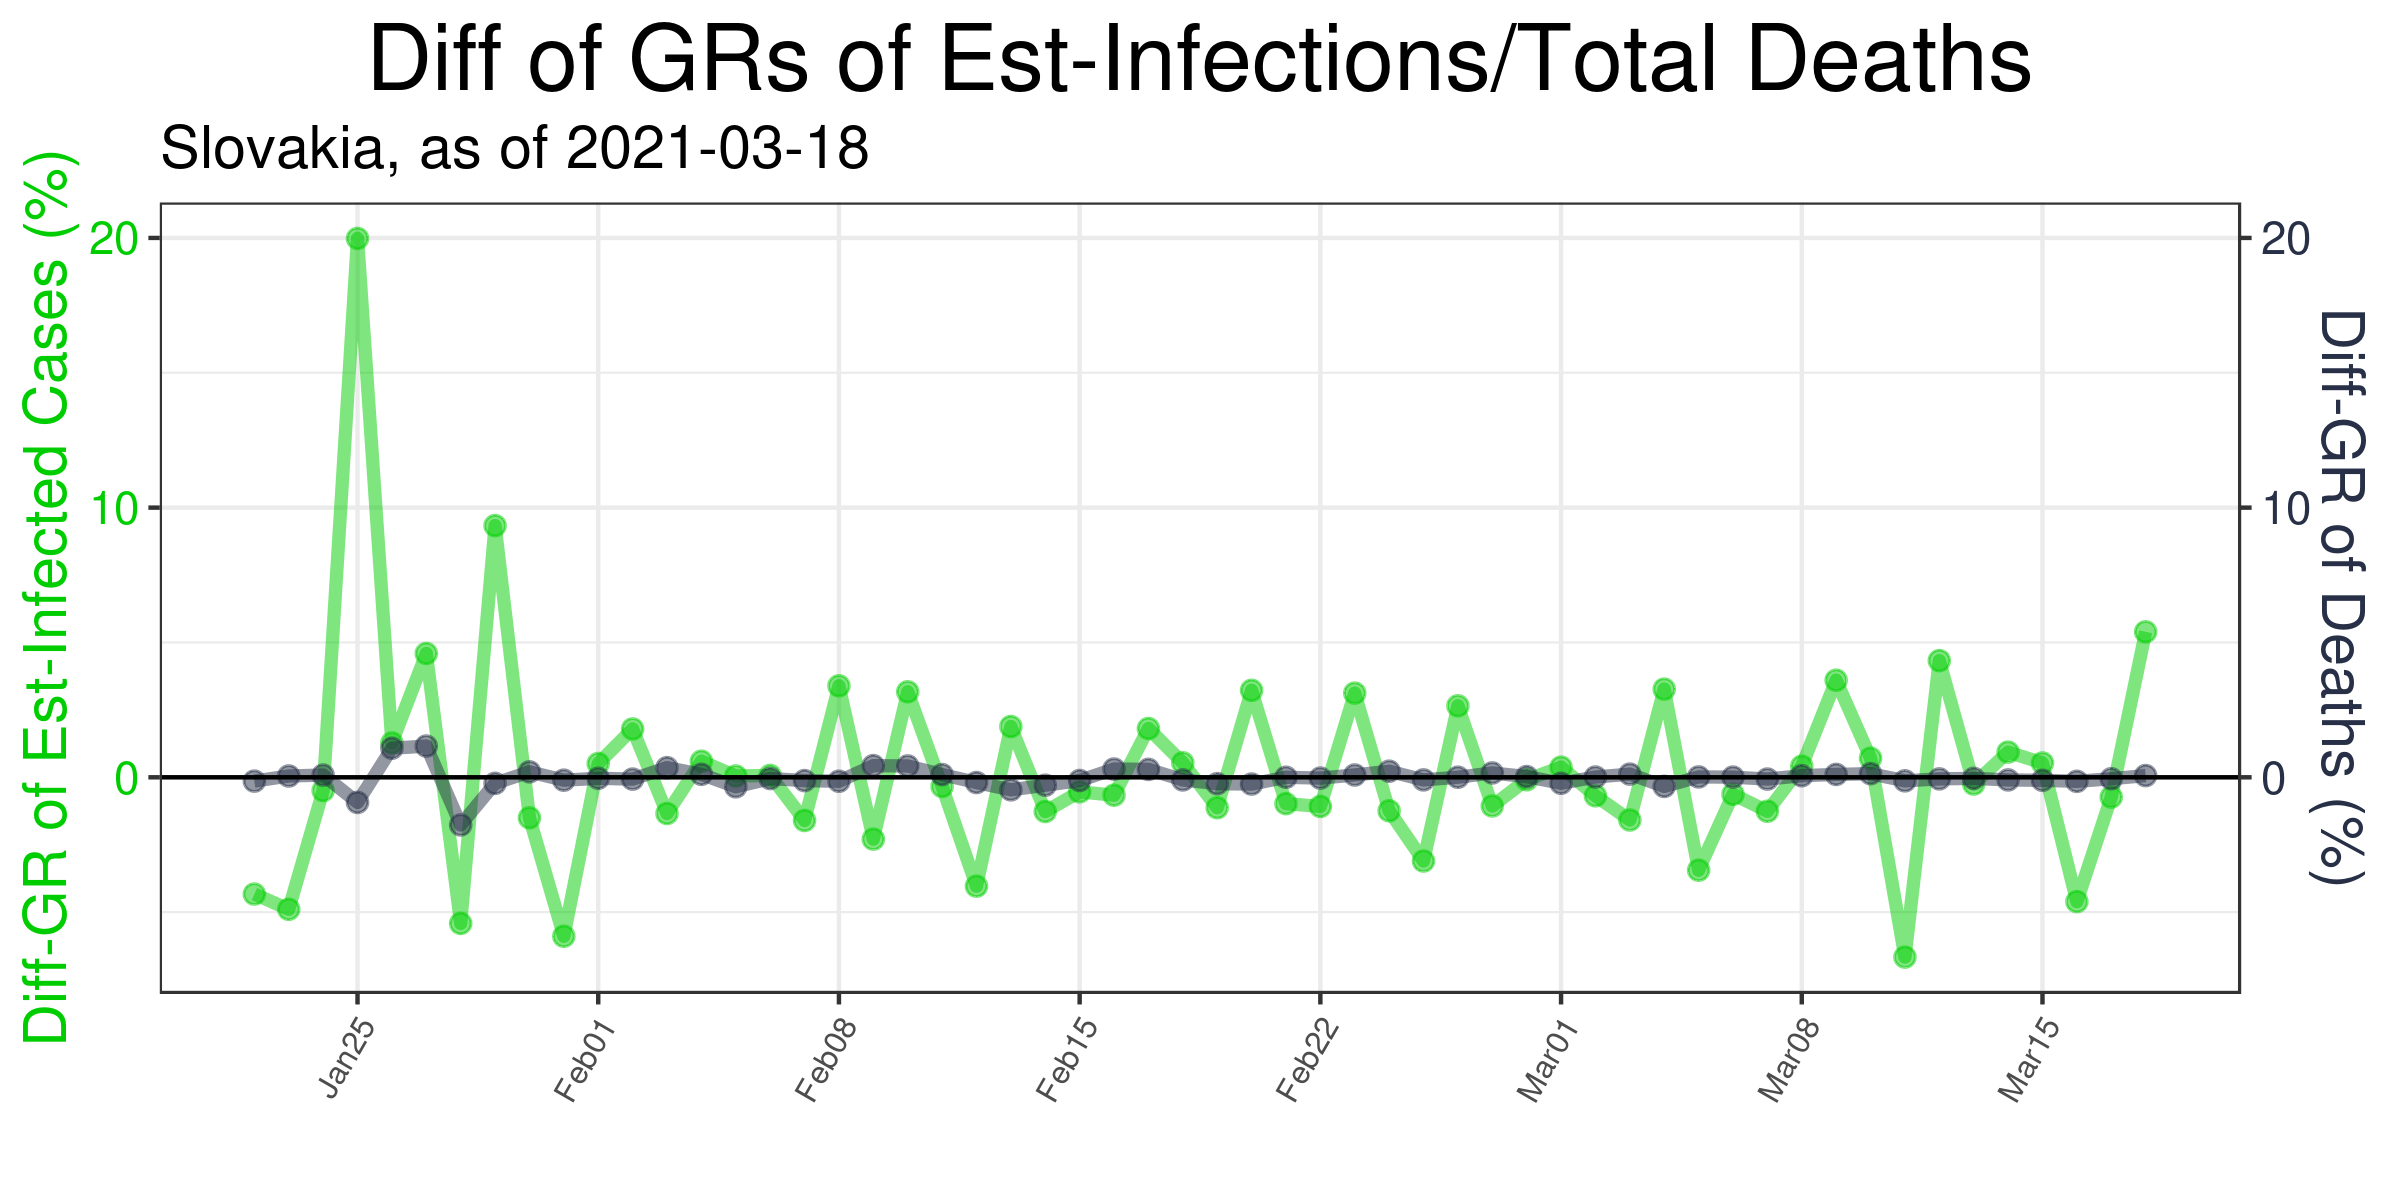 Diff of GRs of Est-Infections/Total Deaths
Slovakia, as of 2021-03-18
Diff-GR of Est-Infected Cases (%)
20
10
0
20
10
0
Diff-GR of Deaths (%)
Jan25
Feb01
Feb08
Feb15
Feb22
Mar01
Mar08
Mar15